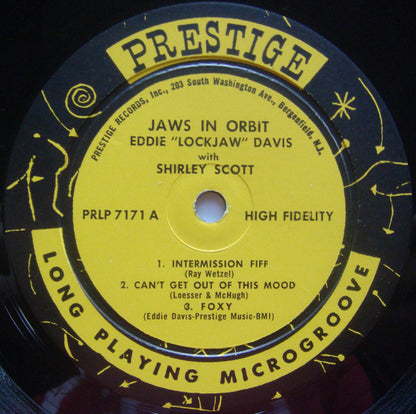 PRESTIGE
PRESTIGE RECORDS, Inc., 203 South Washington Ave., Bergenfield, N.J.
JAWS IN ORBIT
EDDIE "LOCKJAW" DAVIS
with
SHIRLEY SCOTT
PRLP 7171 A
HIGH FIDELITY
1. INTERMISSION FIFF
(Ray Wetzel)
2. CAN'T GET OUT OF THIS MOOD
(Loesser & McHugh)
3. FOXY
(Eddie Davis-Prestige Music-BMI)
LONG PLAYING MICROGROOVE